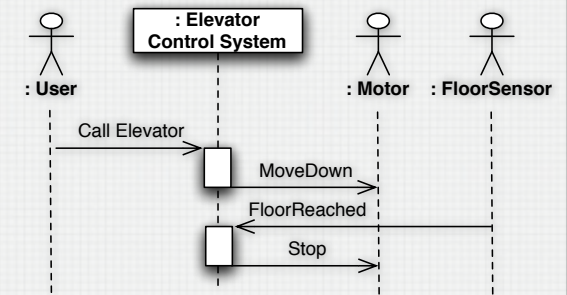 : Elevator
Control System
: User
: Motor
: FloorSensor
Call Elevator
MoveDown
FloorReached
Stop